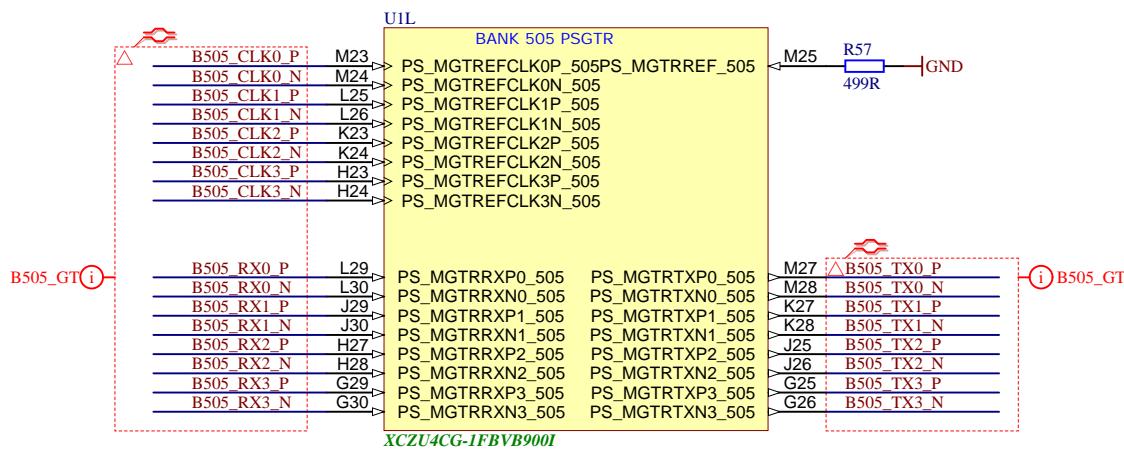 U1L
BANK 505 PSGTR
B505_CLK0_P M23 PS_MGTREFCLK0P_505 PS_MGTRREF_505 M25 R57 499R GND
B505_CLK0_N M24 PS_MGTREFCLK0N_505
B505_CLK1_P L25 PS_MGTREFCLK1P_505
B505_CLK1_N L26 PS_MGTREFCLK1N_505
B505_CLK2_P K23 PS_MGTREFCLK2P_505
B505_CLK2_N K24 PS_MGTREFCLK2N_505
B505_CLK3_P H23 PS_MGTREFCLK3P_505
B505_CLK3_N H24 PS_MGTREFCLK3N_505
B505_GT i
B505_RX0_P L29 PS_MGTRRXP0_505 PS_MGTRTXP0_505 M27 B505_TX0_P
i B505_GT
B505_RX0_N L30 PS_MGTRRXN0_505 PS_MGTRTXN0_505 M28 B505_TX0_N
B505_RX1_P J29 PS_MGTRRXP1_505 PS_MGTRTXP1_505 K27 B505_TX1_P
B505_RX1_N J30 PS_MGTRRXN1_505 PS_MGTRTXN1_505 K28 B505_TX1_N
B505_RX2_P H27 PS_MGTRRXP2_505 PS_MGTRTXP2_505 J25 B505_TX2_P
B505_RX2_N H28 PS_MGTRRXN2_505 PS_MGTRTXN2_505 J26 B505_TX2_N
B505_RX3_P G29 PS_MGTRRXP3_505 PS_MGTRTXP3_505 G25 B505_TX3_P
B505_RX3_N G30 PS_MGTRRXN3_505 PS_MGTRTXN3_505 G26 B505_TX3_N
XCZU4CG-1FBVB900I